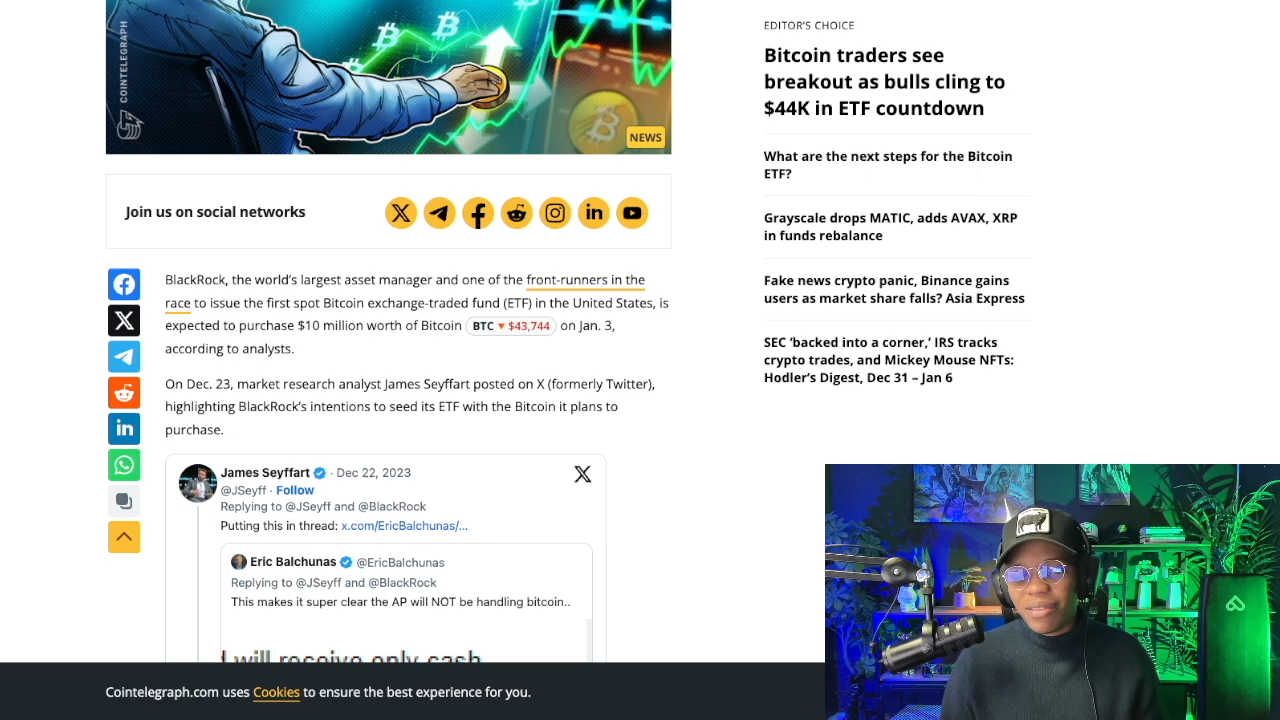 COINTELEGRAPH
NEWS
Join us on social networks
BlackRock, the world's largest asset manager and one of the front-runners in the
race to issue the first spot Bitcoin exchange-traded fund (ETF) in the United States, is
expected to purchase $10 million worth of Bitcoin BTC ▼ $43,744 on Jan. 3,
according to analysts.
On Dec. 23, market research analyst James Seyffart posted on X (formerly Twitter),
highlighting BlackRock's intentions to seed its ETF with the Bitcoin it plans to
purchase.
James Seyffart · Dec 22, 2023
@JSeyff · Follow
Replying to @JSeyff and @BlackRock
Putting this in thread: x.com/EricBalchunas/...
Eric Balchunas @EricBalchunas
Replying to @JSeyff and @BlackRock
This makes it super clear the AP will NOT be handling bitcoin..
I will receive only cash
EDITOR'S CHOICE
Bitcoin traders see
breakout as bulls cling to
$44K in ETF countdown
What are the next steps for the Bitcoin
ETF?
Grayscale drops MATIC, adds AVAX, XRP
in funds rebalance
Fake news crypto panic, Binance gains
users as market share falls? Asia Express
SEC 'backed into a corner,' IRS tracks
crypto trades, and Mickey Mouse NFTs:
Hodler's Digest, Dec 31 – Jan 6
Cointelegraph.com uses Cookies to ensure the best experience for you.